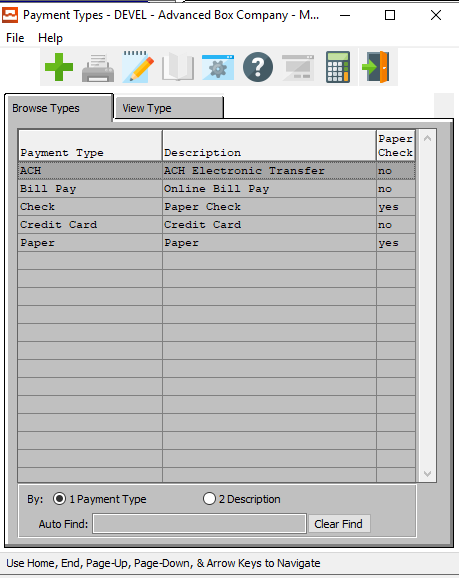 Payment Types - DEVEL - Advanced Box Company - M...
File Help
Browse Types View Type
Payment Type Description Paper Check
ACH ACH Electronic Transfer no
Bill Pay Online Bill Pay no
Check Paper Check yes
Credit Card Credit Card no
Paper Paper yes
By: 1 Payment Type 2 Description
Auto Find: Clear Find
Use Home, End, Page-Up, Page-Down, & Arrow Keys to Navigate